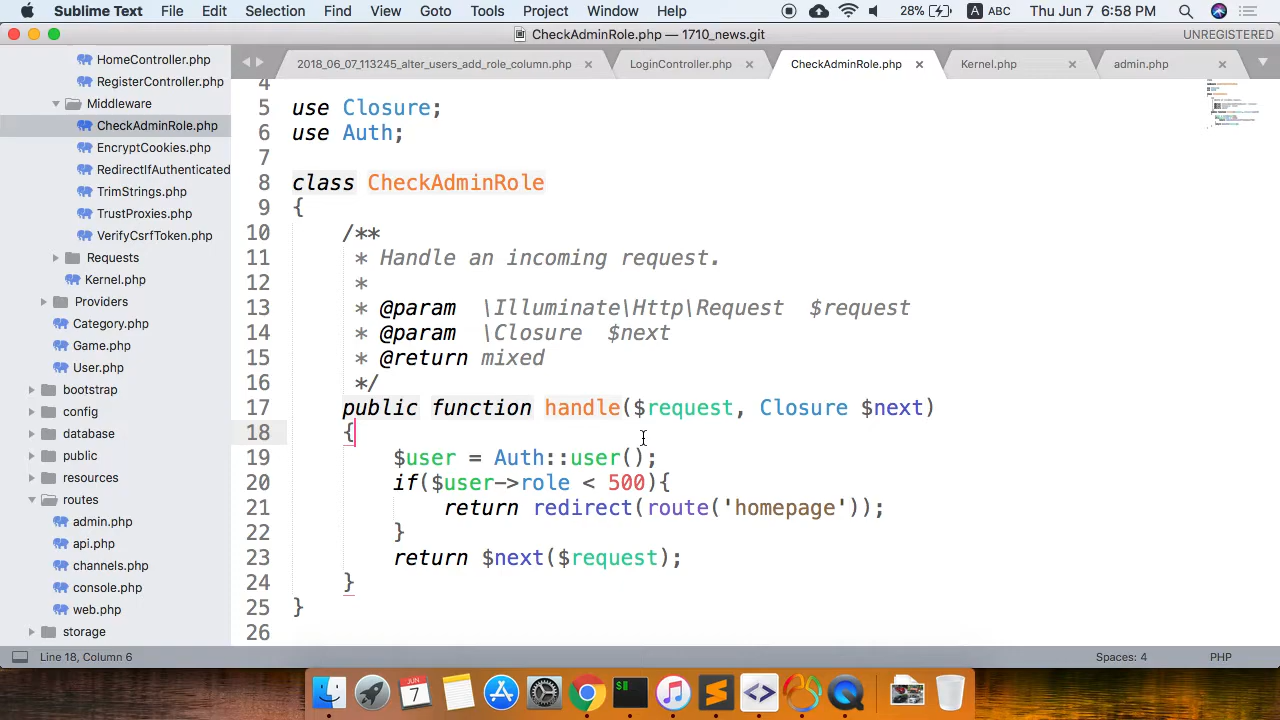 Sublime Text File Edit Selection Find View Goto Tools Project Window Help 28% A ABC Thu Jun 7 6:58 PM
CheckAdminRole.php — 1710_news.git UNREGISTERED
2018_06_07_113245_alter_users_add_role_column.php LoginController.php CheckAdminRole.php Kernel.php admin.php
HomeController.php
RegisterController.php
Middleware
CheckAdminRole.php
EncryptCookies.php
RedirectIfAuthenticated
TrimStrings.php
TrustProxies.php
VerifyCsrfToken.php
Requests
Kernel.php
Providers
Category.php
Game.php
User.php
bootstrap
config
database
public
resources
routes
admin.php
api.php
channels.php
console.php
web.php
storage
4
5 use Closure;
6 use Auth;
7
8 class CheckAdminRole
9 {
10 /**
11 * Handle an incoming request.
12 *
13 * @param \Illuminate\Http\Request $request
14 * @param \Closure $next
15 * @return mixed
16 */
17 public function handle($request, Closure $next)
18 {
19 $user = Auth::user();
20 if($user->role < 500){
21 return redirect(route('homepage'));
22 }
23 return $next($request);
24 }
25 }
26
Line 18, Column 6 Spaces: 4 PHP